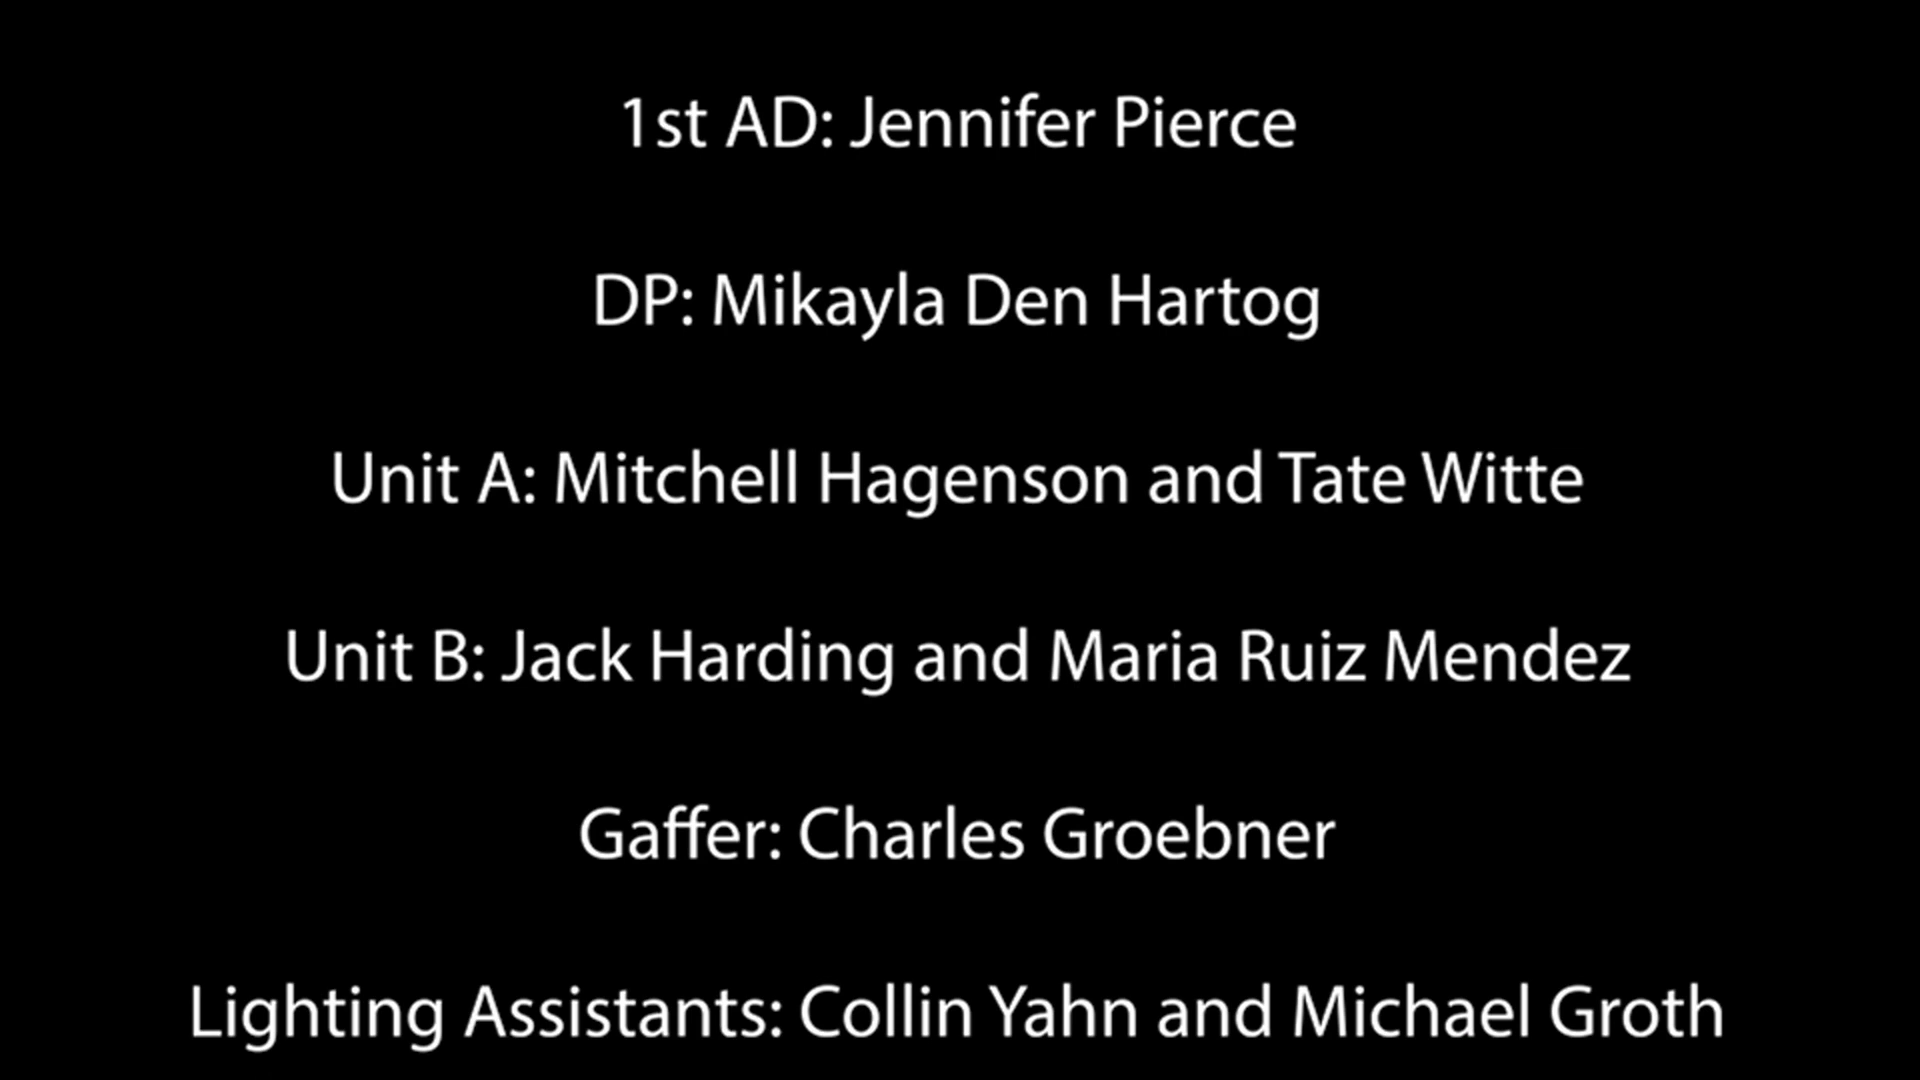 1st AD: Jennifer Pierce
DP: Mikayla Den Hartog
Unit A: Mitchell Hagenson and Tate Witte
Unit B: Jack Harding and Maria Ruiz Mendez
Gaffer: Charles Groebner
Lighting Assistants: Collin Yahn and Michael Groth